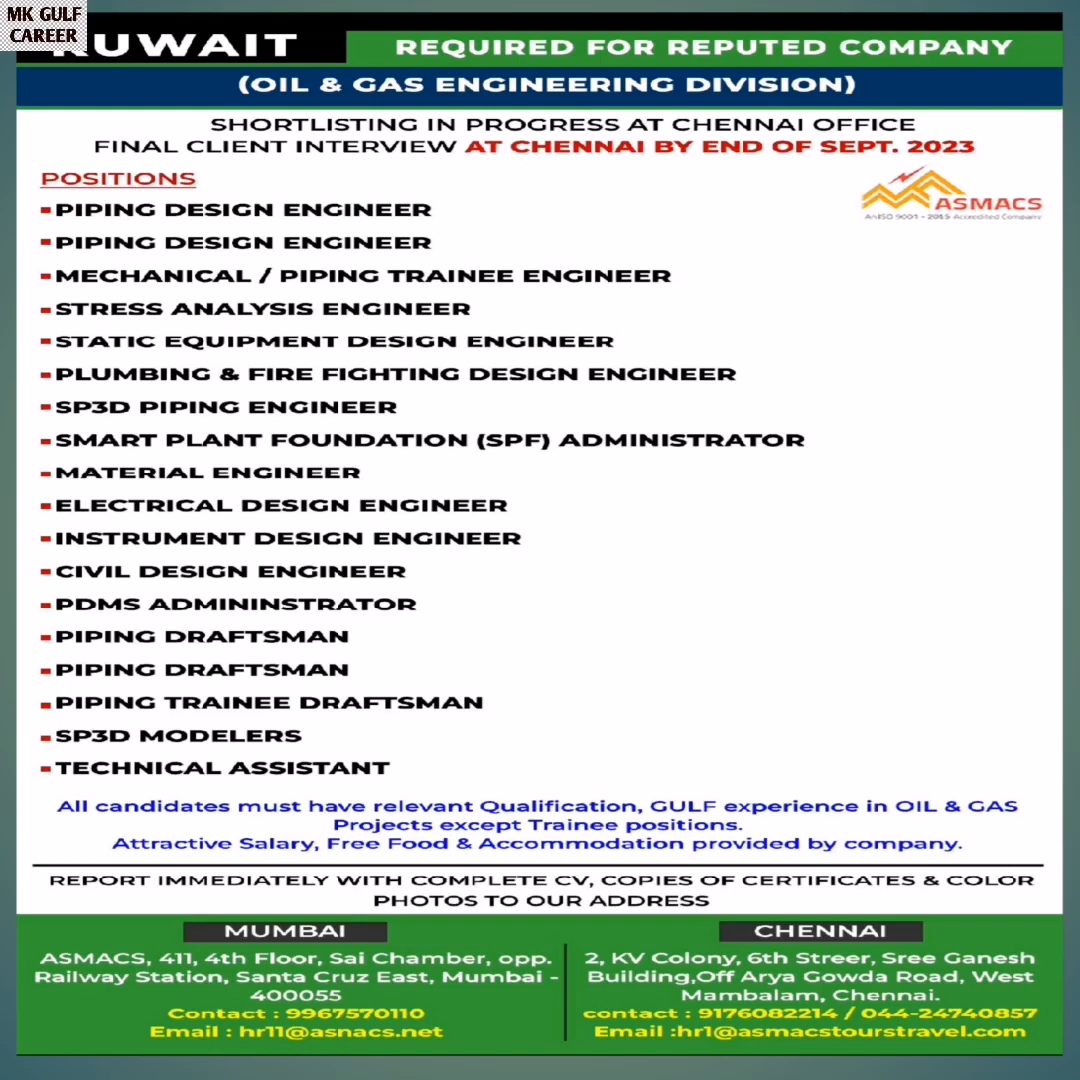 MK GULF
CAREER
KUWAIT
REQUIRED FOR REPUTED COMPANY
(OIL & GAS ENGINEERING DIVISION)
SHORTLISTING IN PROGRESS AT CHENNAI OFFICE
FINAL CLIENT INTERVIEW AT CHENNAI BY END OF SEPT. 2023
POSITIONS
ASMACS
An ISO 9001 - 2015 Accredited Company
PIPING DESIGN ENGINEER
PIPING DESIGN ENGINEER
MECHANICAL / PIPING TRAINEE ENGINEER
STRESS ANALYSIS ENGINEER
STATIC EQUIPMENT DESIGN ENGINEER
PLUMBING & FIRE FIGHTING DESIGN ENGINEER
SP3D PIPING ENGINEER
SMART PLANT FOUNDATION (SPF) ADMINISTRATOR
MATERIAL ENGINEER
ELECTRICAL DESIGN ENGINEER
INSTRUMENT DESIGN ENGINEER
CIVIL DESIGN ENGINEER
PDMS ADMININSTRATOR
PIPING DRAFTSMAN
PIPING DRAFTSMAN
PIPING TRAINEE DRAFTSMAN
SP3D MODELERS
TECHNICAL ASSISTANT
All candidates must have relevant Qualification, GULF experience in OIL & GAS
Projects except Trainee positions.
Attractive Salary, Free Food & Accommodation provided by company.
REPORT IMMEDIATELY WITH COMPLETE CV, COPIES OF CERTIFICATES & COLOR
PHOTOS TO OUR ADDRESS
MUMBAI
ASMACS, 411, 4th Floor, Sai Chamber, opp.
Railway Station, Santa Cruz East, Mumbai -
400055
Contact : 9967570110
Email : hr11@asnacs.net
CHENNAI
2, KV Colony, 6th Streer, Sree Ganesh
Building,Off Arya Gowda Road, West
Mambalam, Chennai.
contact : 9176082214 / 044-24740857
Email :hr1@asmacstourstravel.com